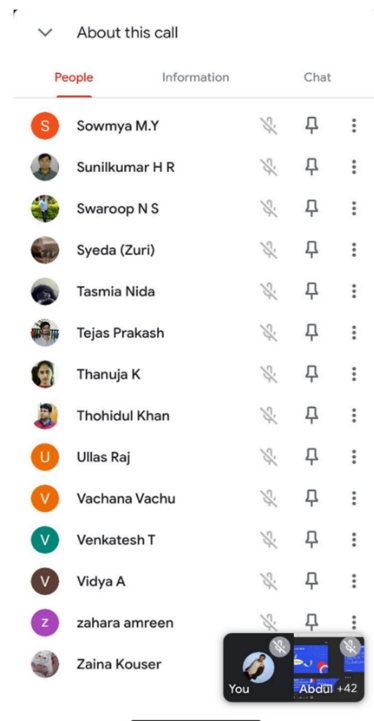 About this call
People Information Chat
S Sowmya M.Y
Sunilkumar H R
Swaroop N S
Syeda (Zuri)
Tasmia Nida
Tejas Prakash
Thanuja K
Thohidul Khan
U Ullas Raj
V Vachana Vachu
V Venkatesh T
V Vidya A
z zahara amreen
Zaina Kouser
You Abdul +42